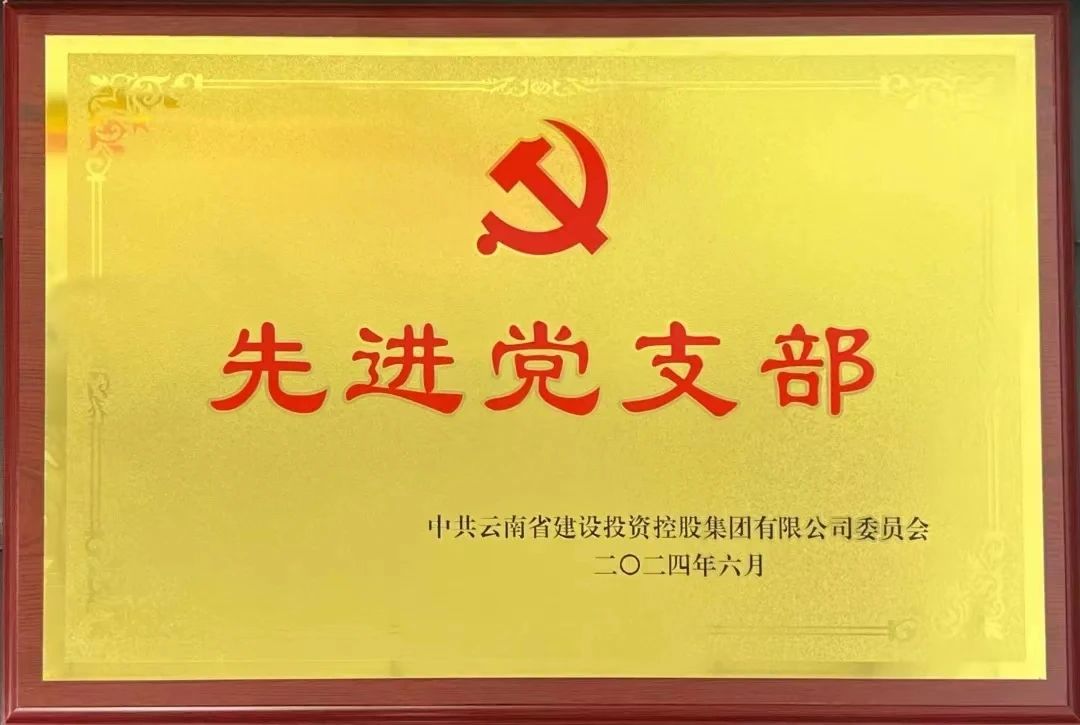 先进党支部
中共云南省建设投资控股集团有限公司委员会
二〇二四年六月